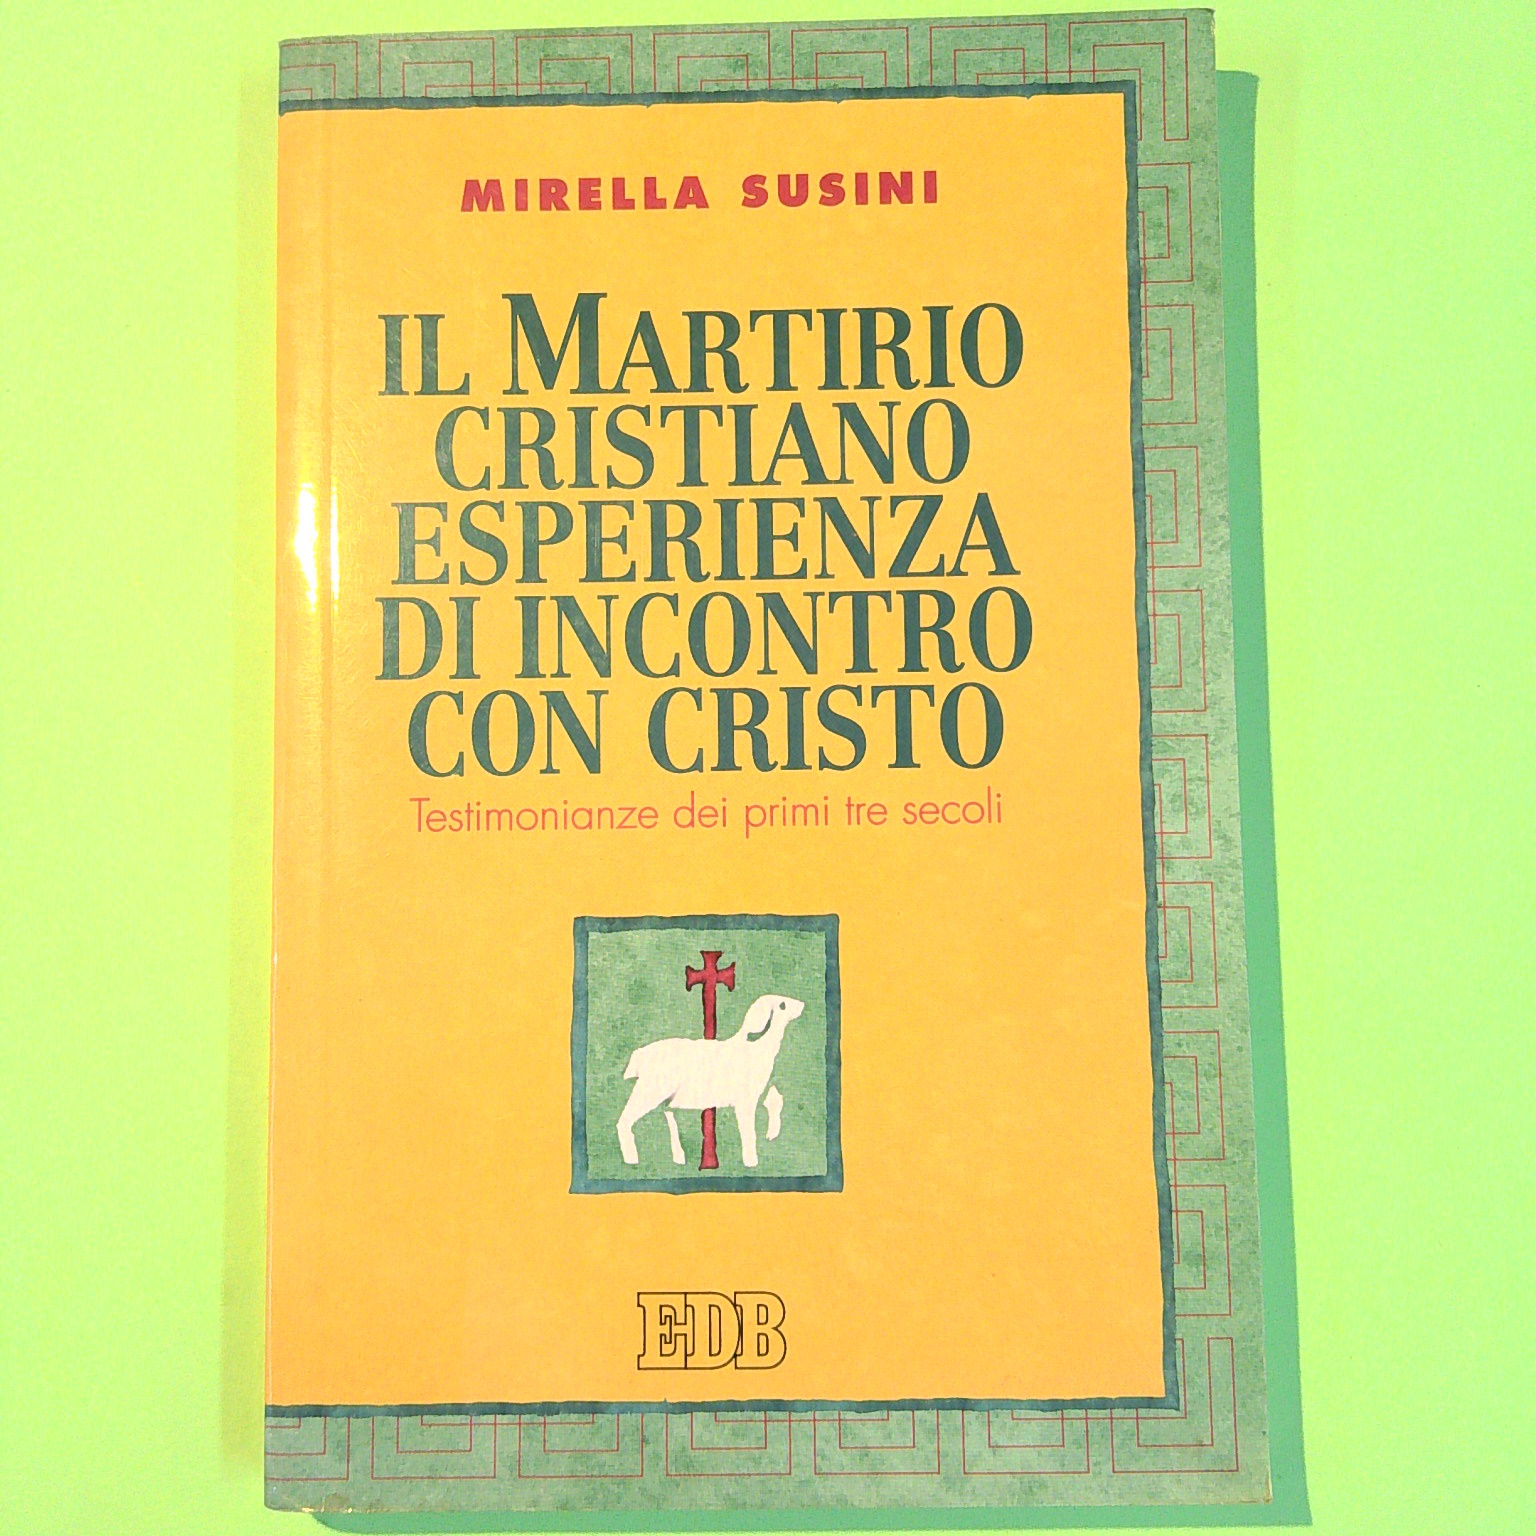 MIRELLA SUSINI
IL MARTIRIO
CRISTIANO
ESPERIENZA
DI INCONTRO
CON CRISTO
Testimonianze dei primi tre secoli
EDB